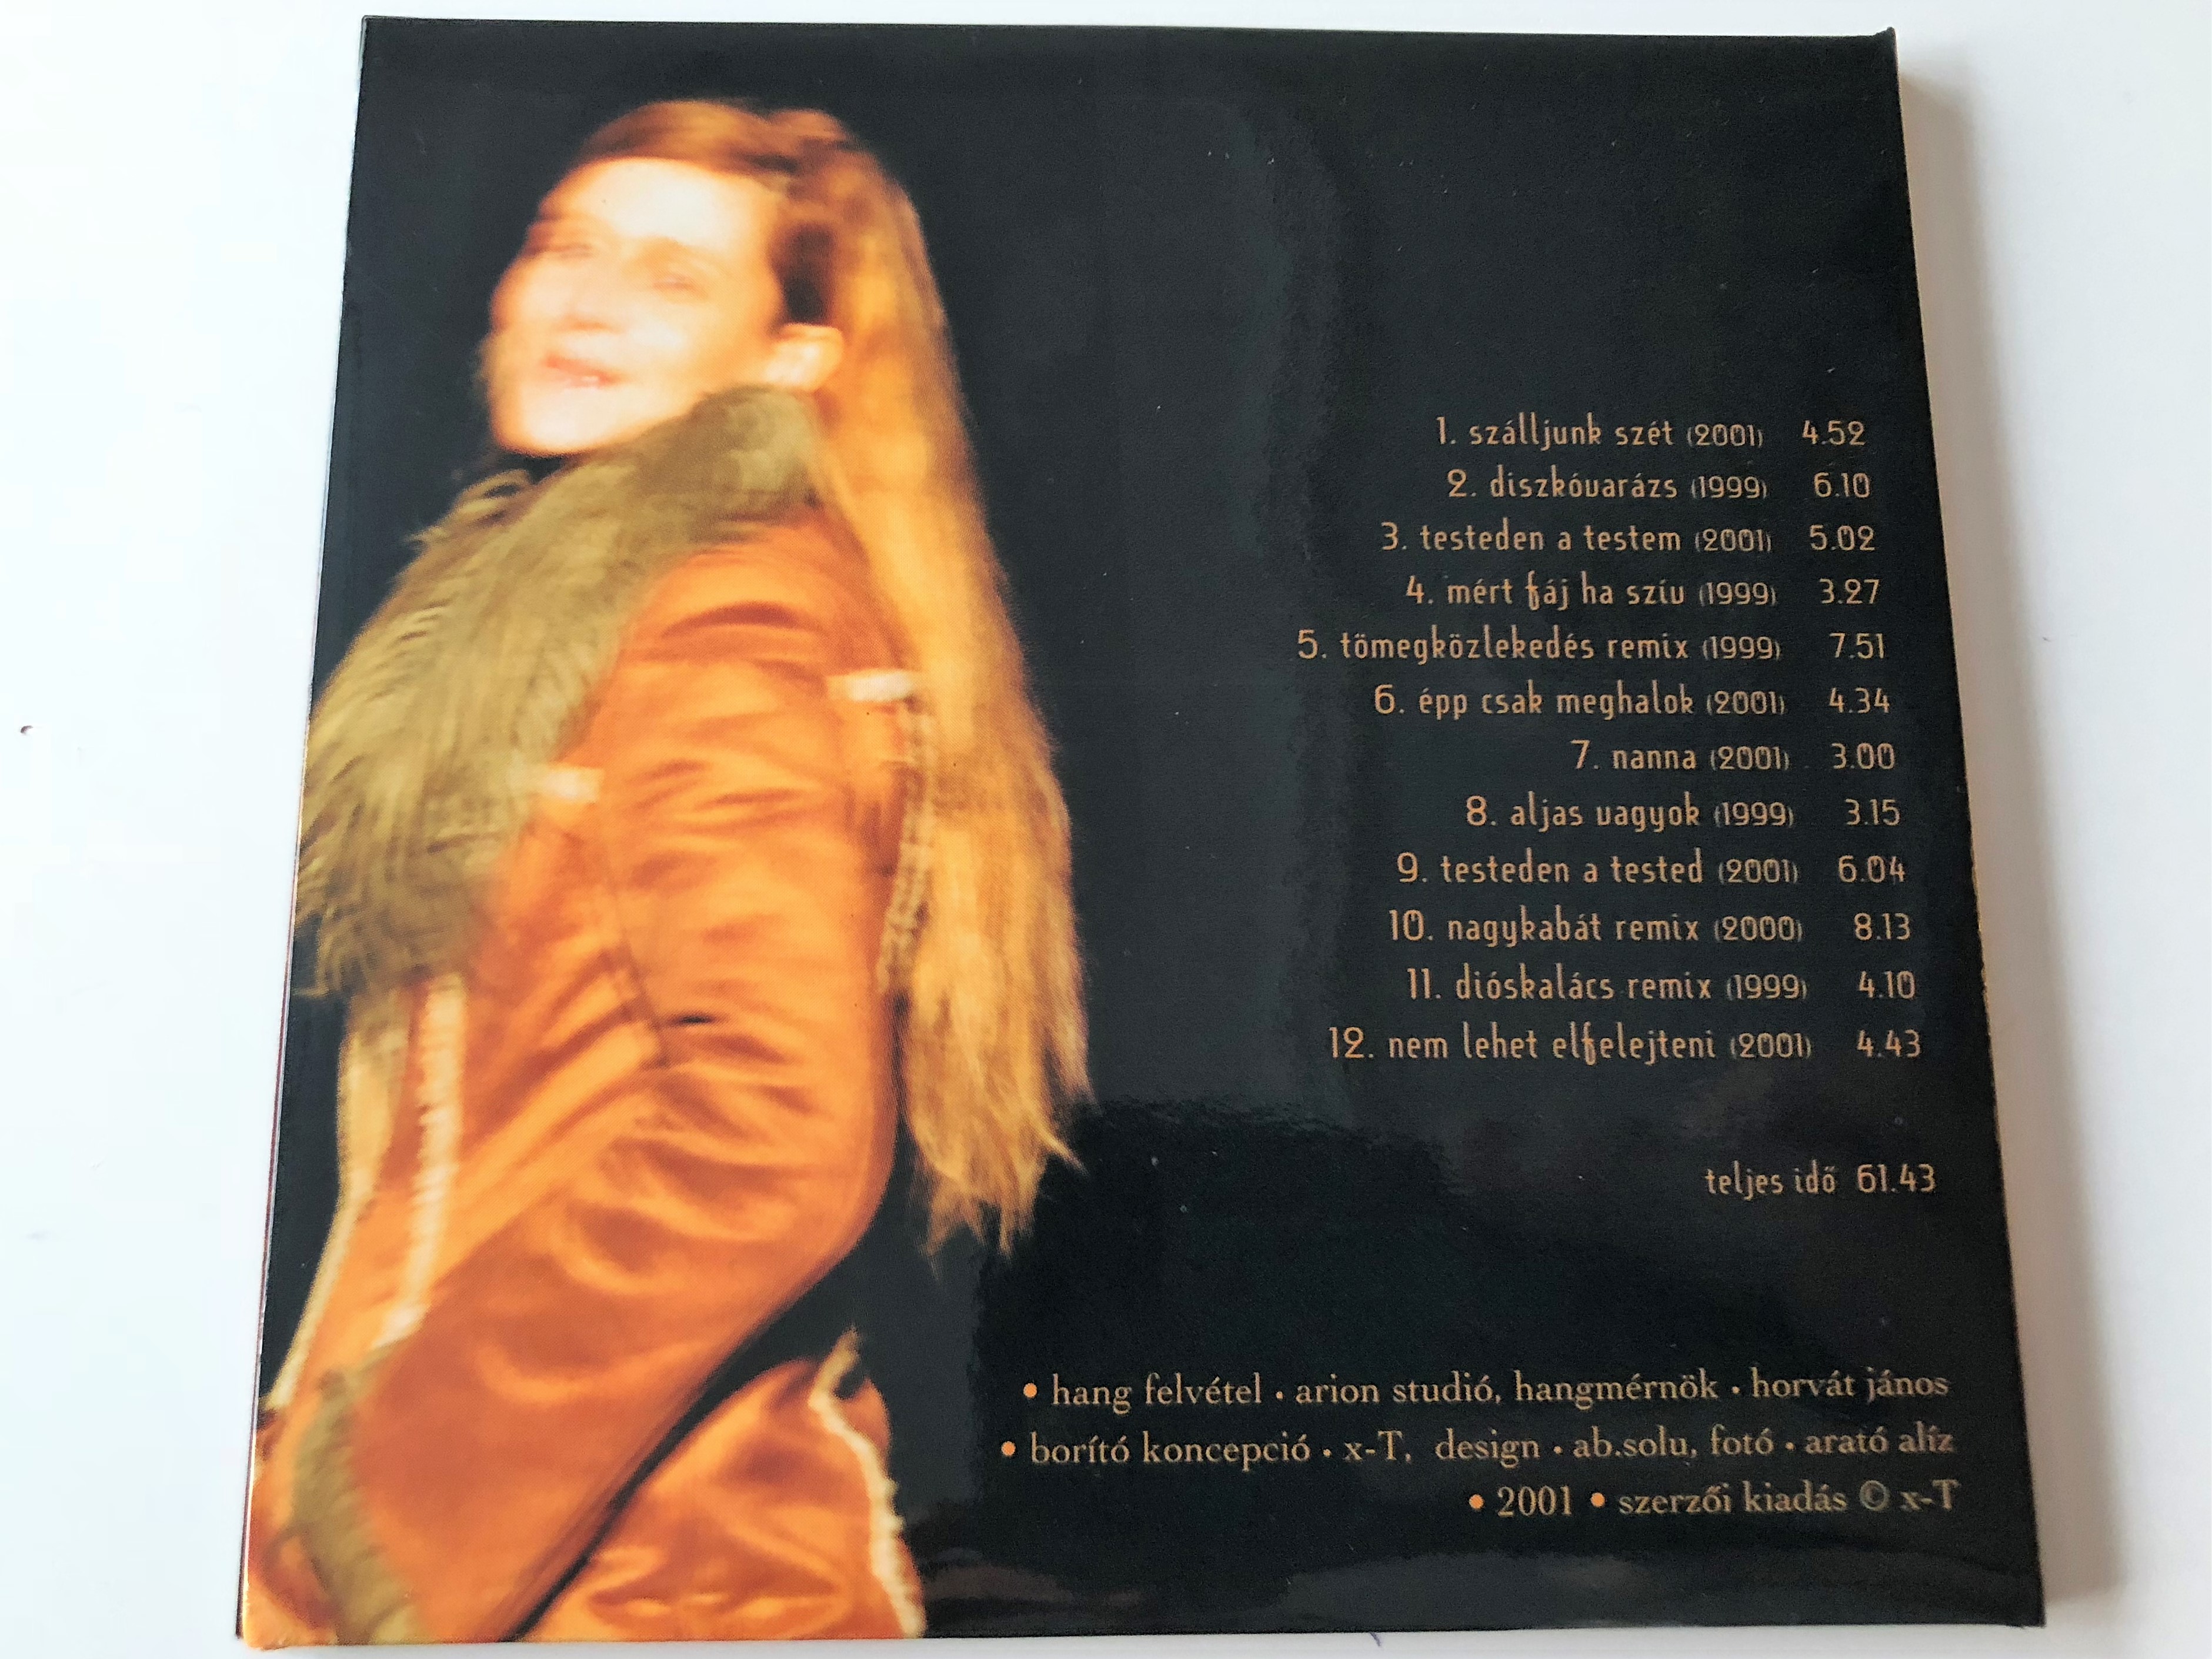 1. szálljunk szét (2001) 4.52
2. diszkóvarázs (1999) 6.10
3. testeden a testem (2001) 5.02
4. mért fáj ha szív (1999) 3.27
5. tömegközlekedés remix (1999) 7.51
6. épp csak meghalok (2001) 4.34
7. nanna (2001) 3.00
8. aljas vagyok (1999) 3.15
9. testeden a tested (2001) 6.04
10. nagykabát remix (2000) 8.13
11. dióskalács remix (1999) 4.10
12. nem lehet elfelejteni (2001) 4.43
teljes idő 61.43
• hang felvétel • arion studió, hangmérnök • horvát jános
• borító koncepció • x-T, design • ab.solu, fotó • arató alíz
• 2001 • szerzői kiadás © x-T